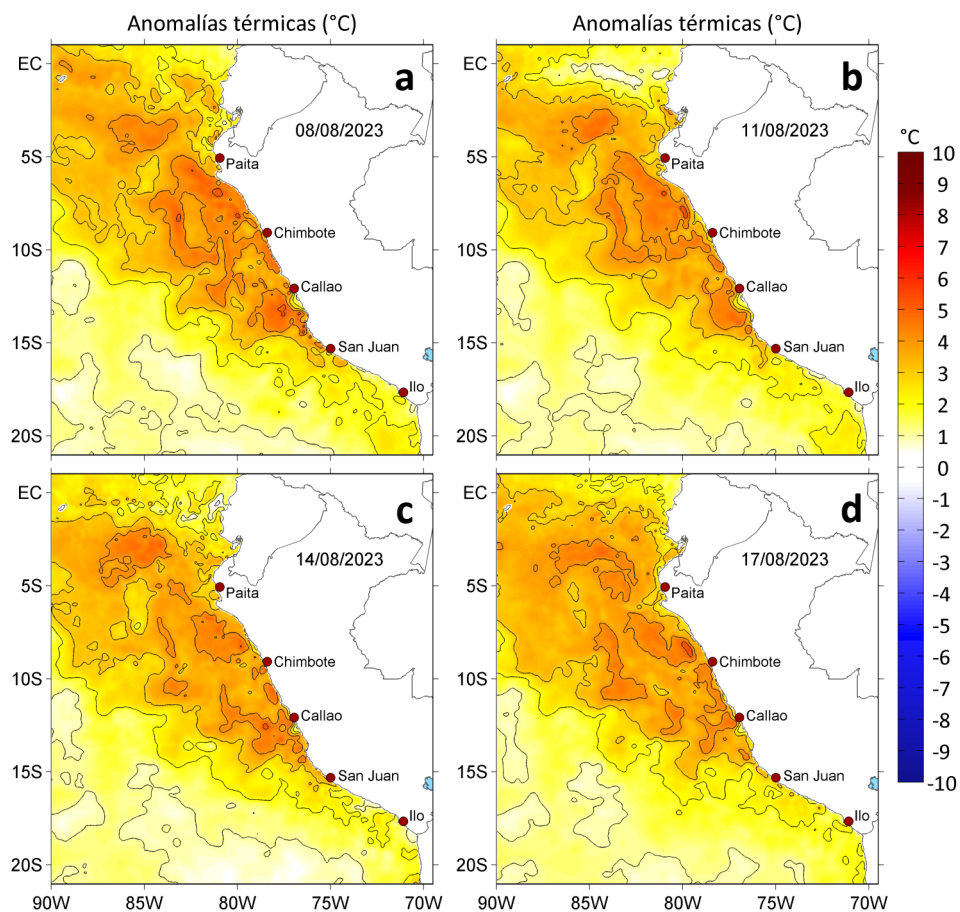 Anomalías térmicas (°C)
Anomalías térmicas (°C)
EC
5S
10S
15S
20S
a
08/08/2023
Paita
Chimbote
Callao
San Juan
Ilo
EC
5S
10S
15S
20S
b
11/08/2023
Paita
Chimbote
Callao
San Juan
Ilo
°C
10
9
8
7
6
5
4
3
2
1
0
-1
-2
-3
-4
-5
-6
-7
-8
-9
-10
EC
5S
10S
15S
20S
c
14/08/2023
Paita
Chimbote
Callao
San Juan
Ilo
90W 85W 80W 75W 70W
EC
5S
10S
15S
20S
d
17/08/2023
Paita
Chimbote
Callao
San Juan
Ilo
90W 85W 80W 75W 70W